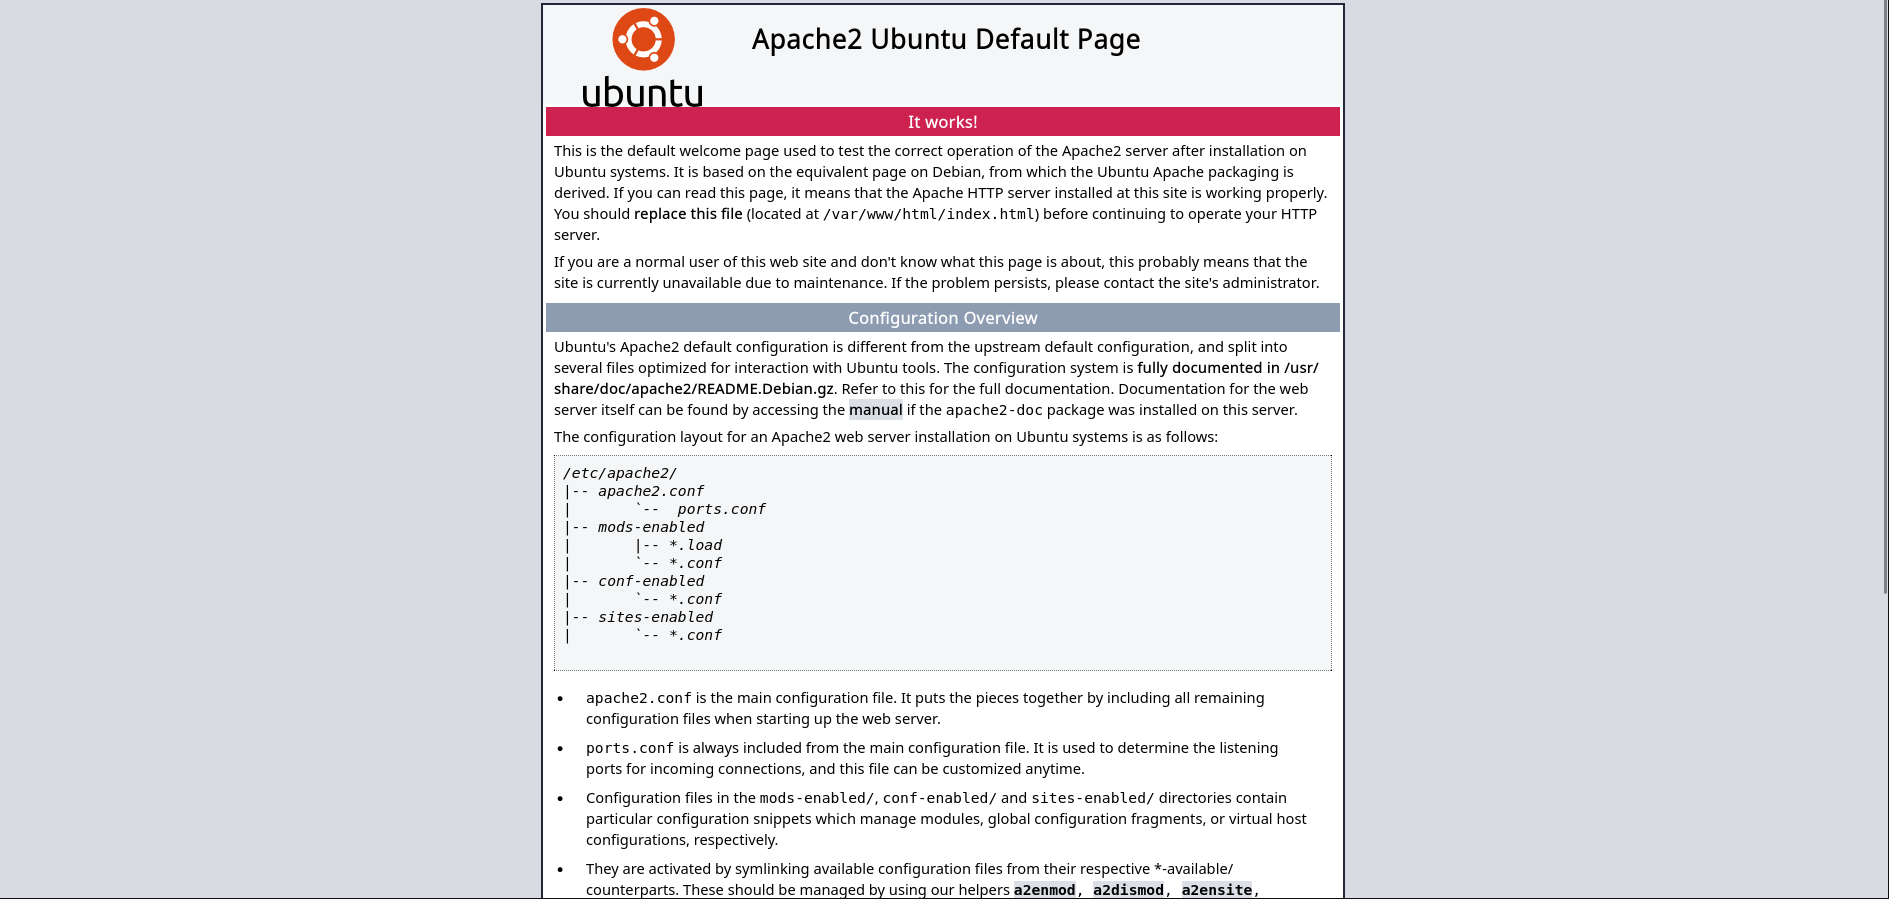 Apache2 Ubuntu Default Page
ubuntu
It works!
This is the default welcome page used to test the correct operation of the Apache2 server after installation on
Ubuntu systems. It is based on the equivalent page on Debian, from which the Ubuntu Apache packaging is
derived. If you can read this page, it means that the Apache HTTP server installed at this site is working properly.
You should replace this file (located at /var/www/html/index.html) before continuing to operate your HTTP
server.
If you are a normal user of this web site and don't know what this page is about, this probably means that the
site is currently unavailable due to maintenance. If the problem persists, please contact the site's administrator.
Configuration Overview
Ubuntu's Apache2 default configuration is different from the upstream default configuration, and split into
several files optimized for interaction with Ubuntu tools. The configuration system is fully documented in /usr/
share/doc/apache2/README.Debian.gz. Refer to this for the full documentation. Documentation for the web
server itself can be found by accessing the manual if the apache2-doc package was installed on this server.
The configuration layout for an Apache2 web server installation on Ubuntu systems is as follows:
/etc/apache2/
|-- apache2.conf
|       `--  ports.conf
|-- mods-enabled
|       |-- *.load
|       `-- *.conf
|-- conf-enabled
|       `-- *.conf
|-- sites-enabled
|       `-- *.conf
• apache2.conf is the main configuration file. It puts the pieces together by including all remaining
configuration files when starting up the web server.
• ports.conf is always included from the main configuration file. It is used to determine the listening
ports for incoming connections, and this file can be customized anytime.
• Configuration files in the mods-enabled/, conf-enabled/ and sites-enabled/ directories contain
particular configuration snippets which manage modules, global configuration fragments, or virtual host
configurations, respectively.
• They are activated by symlinking available configuration files from their respective *-available/
counterparts. These should be managed by using our helpers a2enmod, a2dismod, a2ensite,